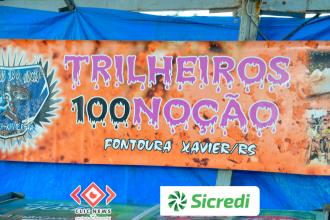 TRILHEIROS
100NOÇÃO
FONTOURA XAVIER/RS
CLIC NEWS
Sicredi